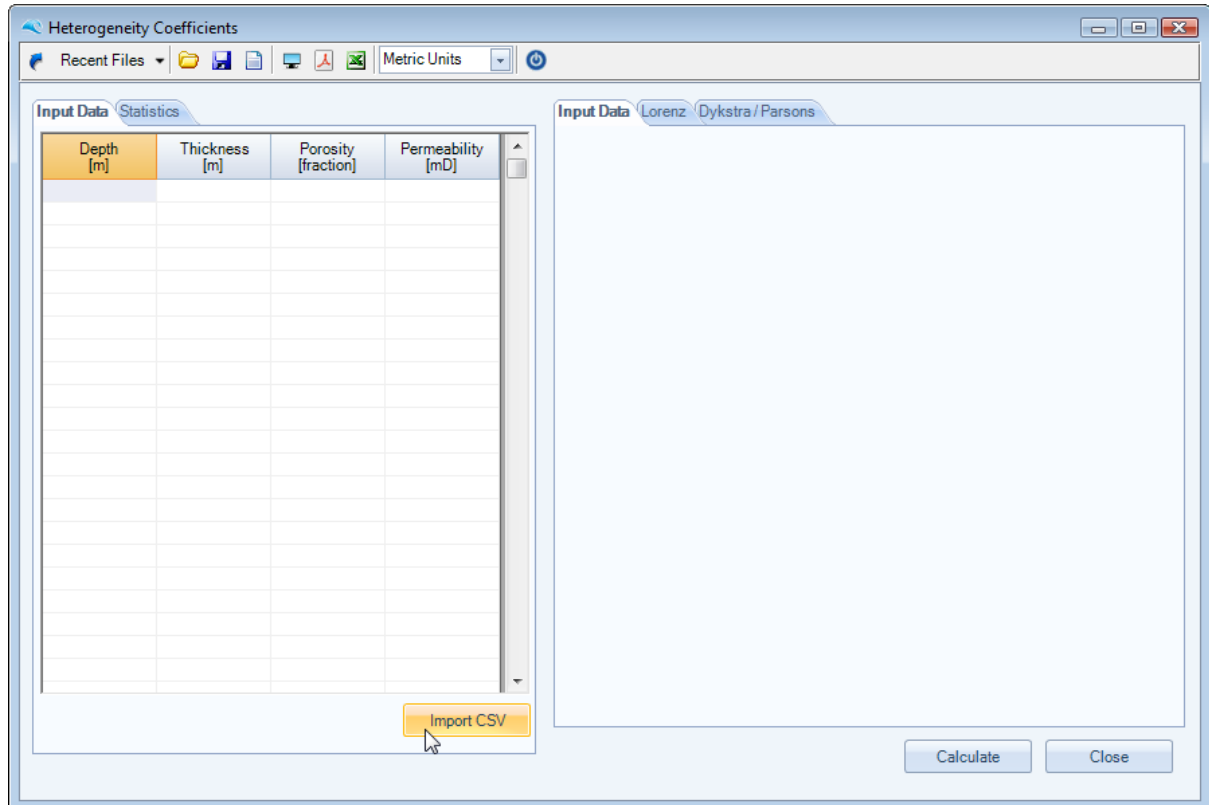 Heterogeneity Coefficients
Recent Files Metric Units
Input Data Statistics
Input Data Lorenz Dykstra / Parsons
Depth Thickness Porosity Permeability
[m] [m] [fraction] [mD]
Import CSV
Calculate Close